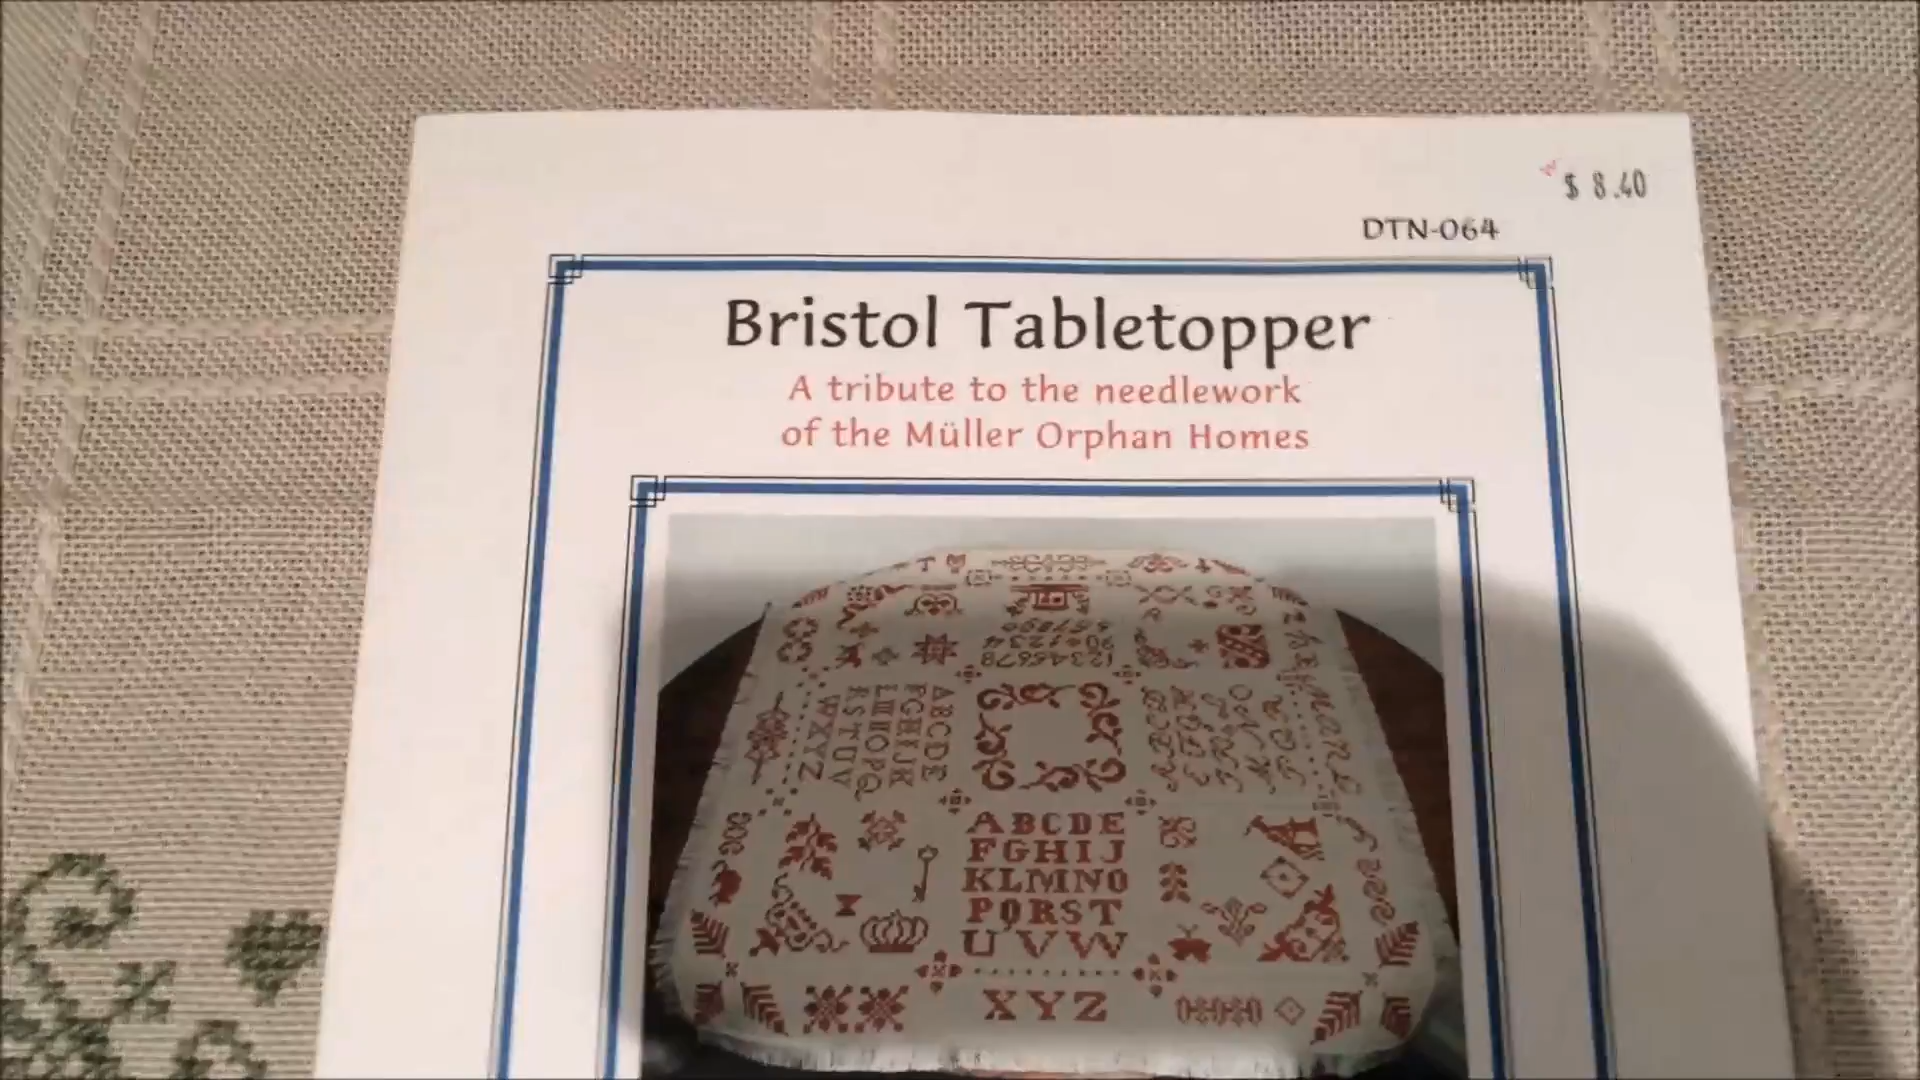 $ 8.40
DTN-064
Bristol Tabletopper
A tribute to the needlework
of the Müller Orphan Homes
ABCDE
FGHIJ
KLMNO
PQRST
UVW
XYZ